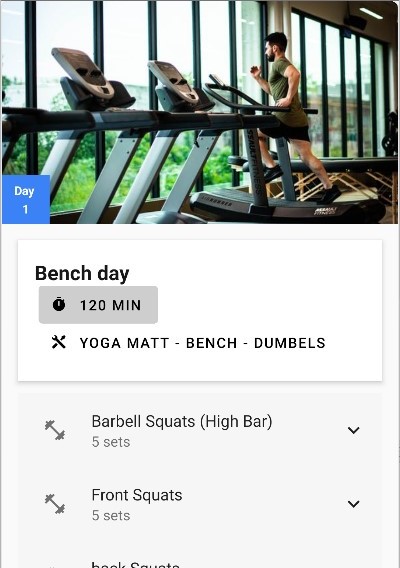 Day
1
Bench day
120 MIN
YOGA MATT - BENCH - DUMBELS
Barbell Squats (High Bar)
5 sets
Front Squats
5 sets
back Squats